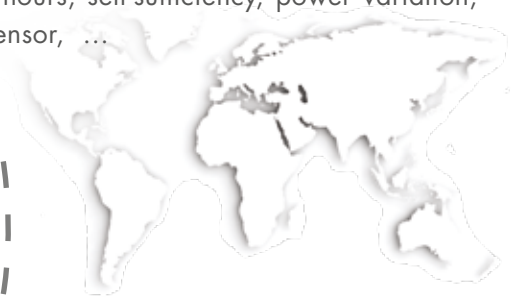 hours, self-sufficiency, power variation,
ensor, ...